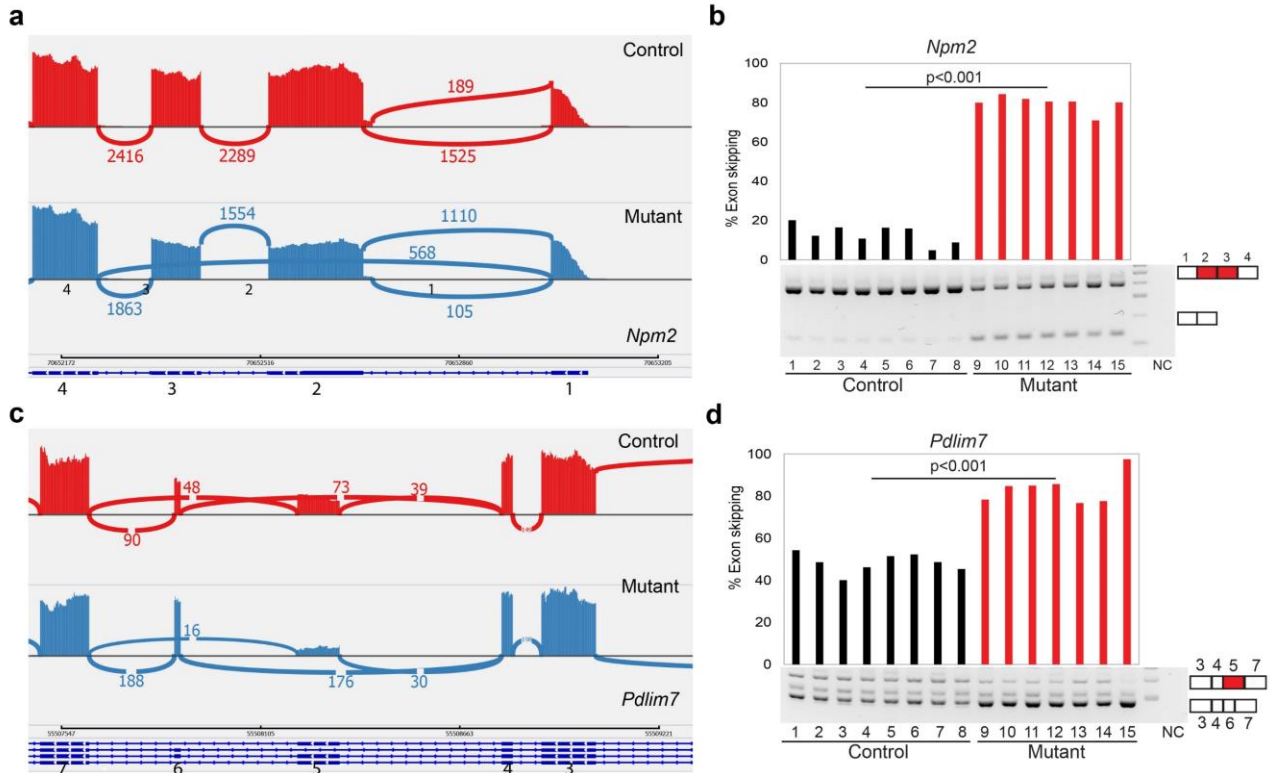 a
Control
189
2416
2289
1525
1554
Mutant
1110
568
4 3 2 1
1863
105
Npm2
70652172 70652516 70652860 70653205
4 3 2 1
b
Npm2
100
80
60
40
20
0
% Exon skipping
p<0.001
1 2 3 4
1 2 3 4 5 6 7 8 9 10 11 12 13 14 15 NC
Control Mutant
c
Control
48 73 39
90
Mutant
16
188 176 30
Pdlim7
55507547 55508105 55508663 55509221
7 6 5 4 3
d
Pdlim7
100
80
60
40
20
0
% Exon skipping
p<0.001
3 4 5 7
3 4 6 7
1 2 3 4 5 6 7 8 9 10 11 12 13 14 15 NC
Control Mutant